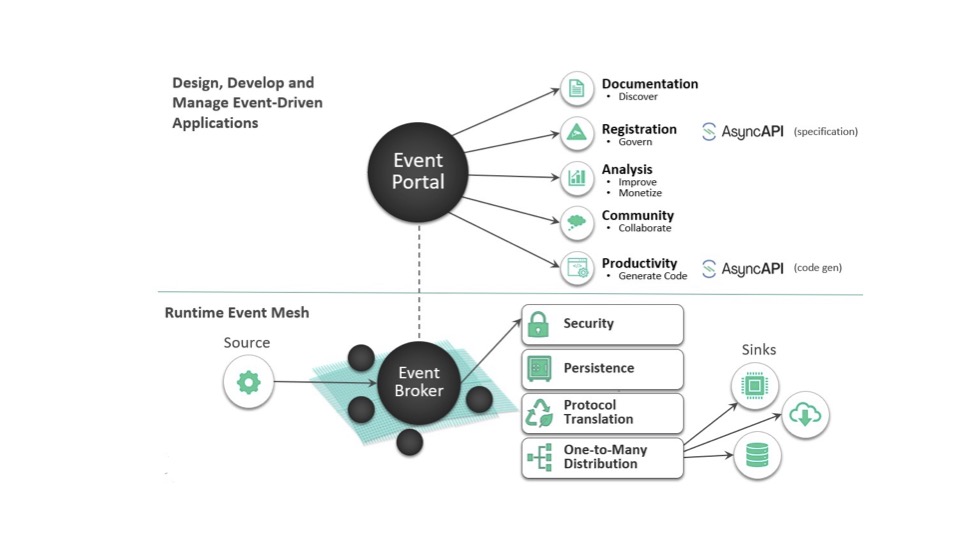 Design, Develop and
Manage Event-Driven
Applications
Event
Portal
Documentation
• Discover
Registration
• Govern
AsyncAPI (specification)
Analysis
• Improve
• Monetize
Community
• Collaborate
Productivity
• Generate Code
AsyncAPI (code gen)
Runtime Event Mesh
Source
Event
Broker
Security
Persistence
Protocol
Translation
One-to-Many
Distribution
Sinks